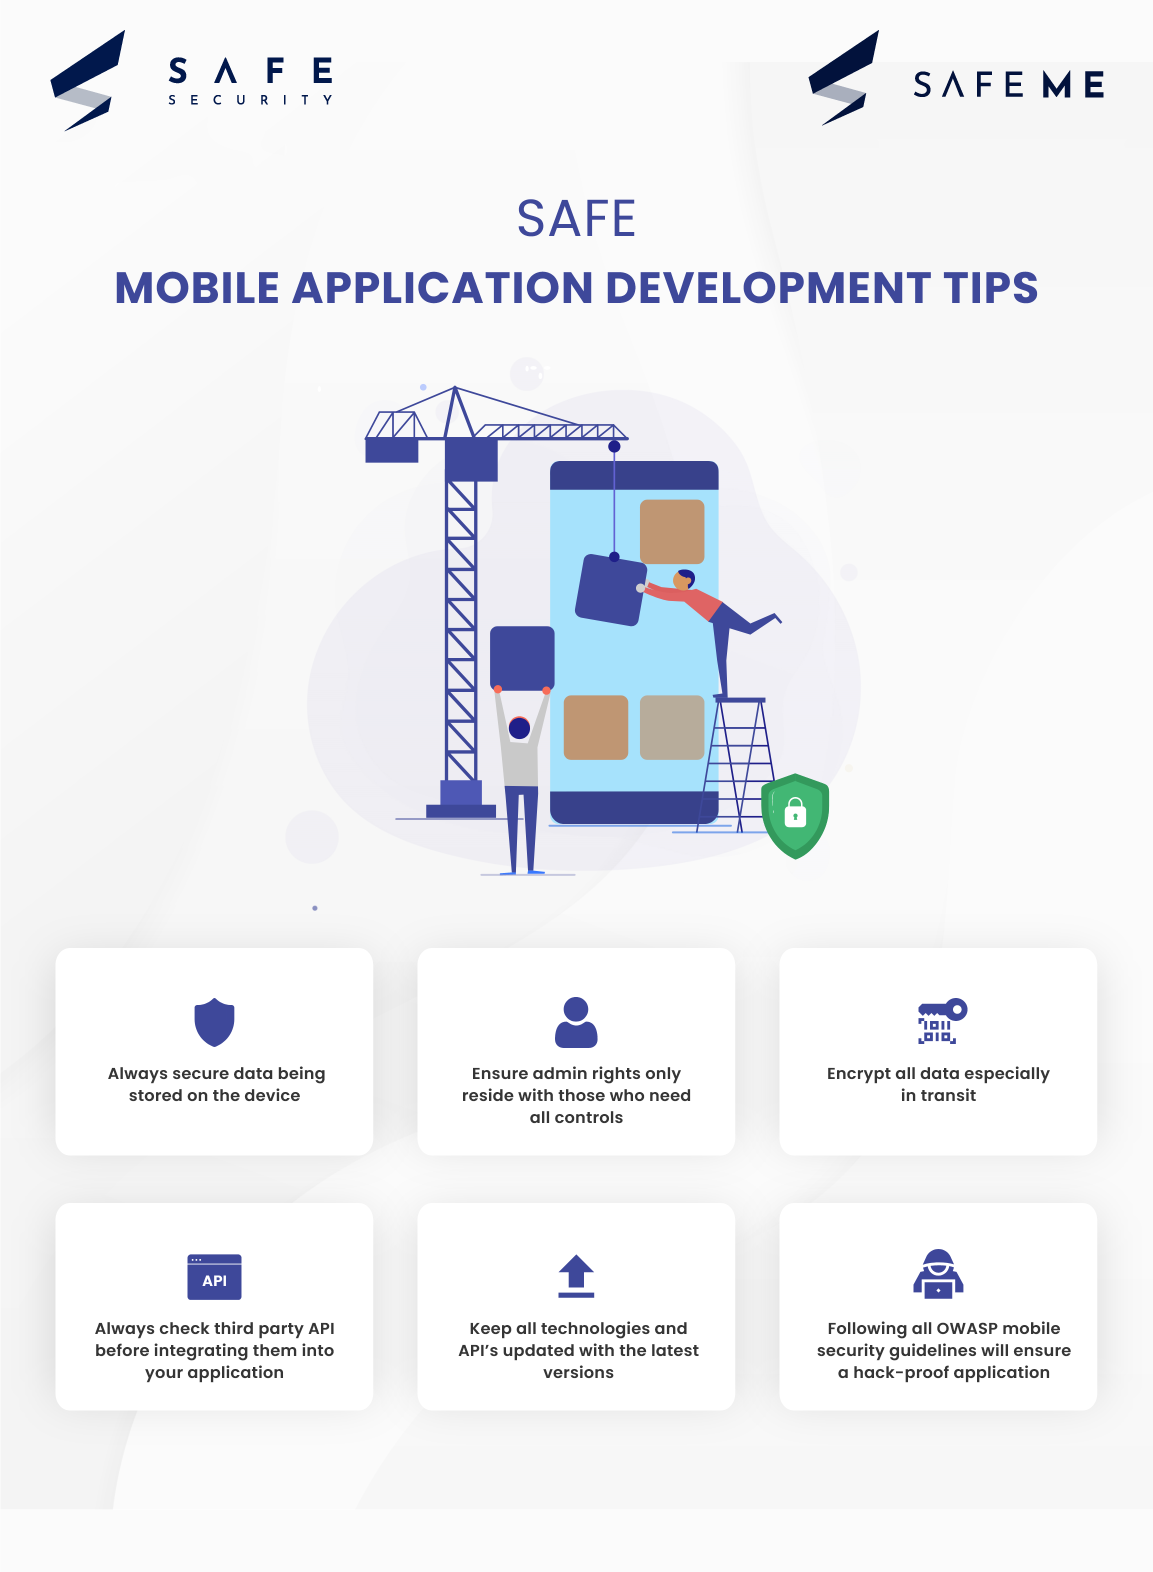 SAFE
SECURITY
SAFEME
SAFE
MOBILE APPLICATION DEVELOPMENT TIPS
Always secure data being
stored on the device
Ensure admin rights only
reside with those who need
all controls
Encrypt all data especially
in transit
API
Always check third party API
before integrating them into
your application
Keep all technologies and
API’s updated with the latest
versions
Following all OWASP mobile
security guidelines will ensure
a hack-proof application